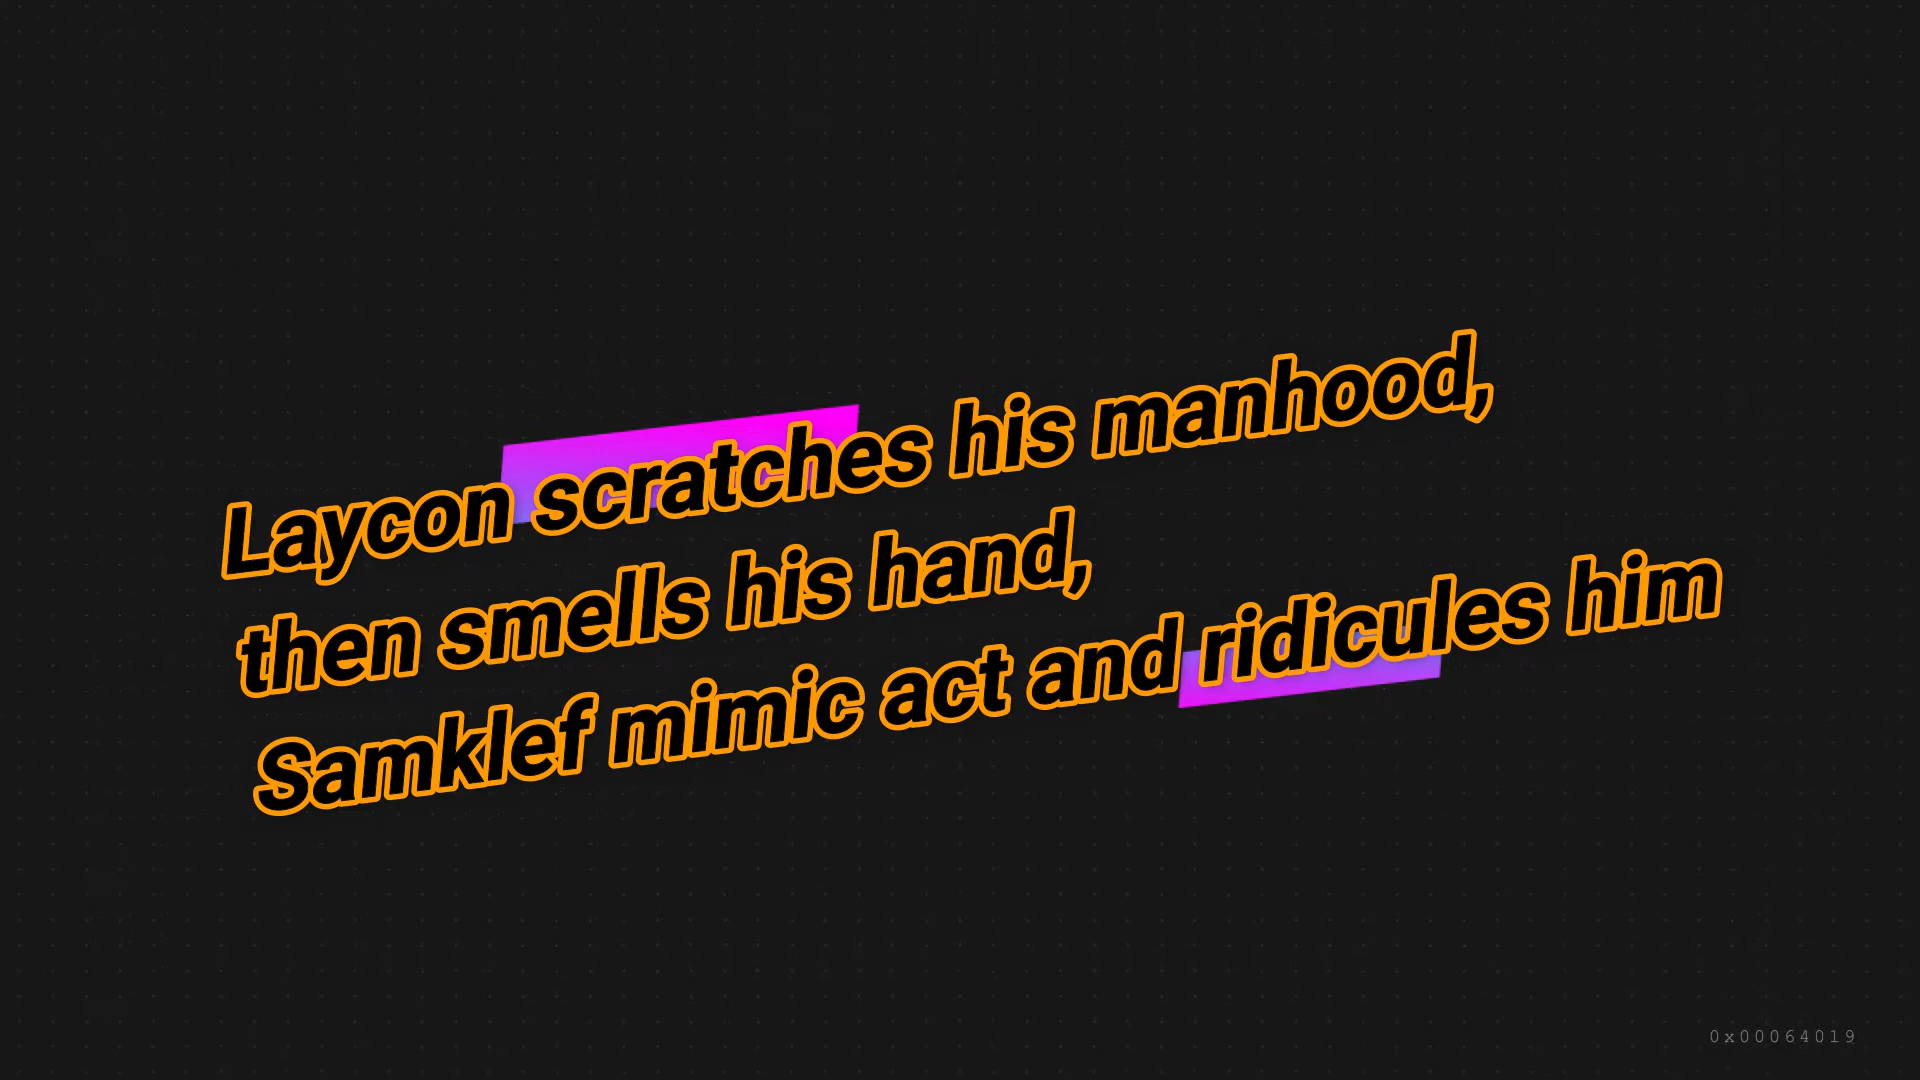 Laycon scratches his manhood,
then smells his hand,
Samklef mimic act and ridicules him
0x00064019